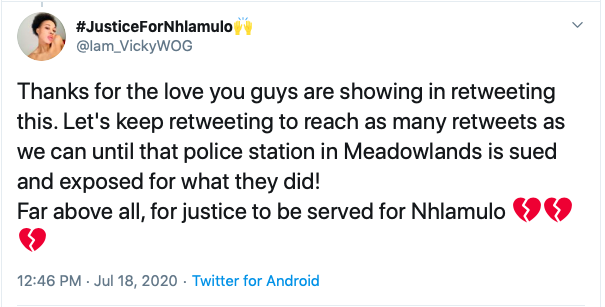 #JusticeForNhlamulo🙌
@Iam_VickyWOG
Thanks for the love you guys are showing in retweeting
this. Let's keep retweeting to reach as many retweets as
we can until that police station in Meadowlands is sued
and exposed for what they did!
Far above all, for justice to be served for Nhlamulo 💔💔
💔
12:46 PM · Jul 18, 2020 · Twitter for Android